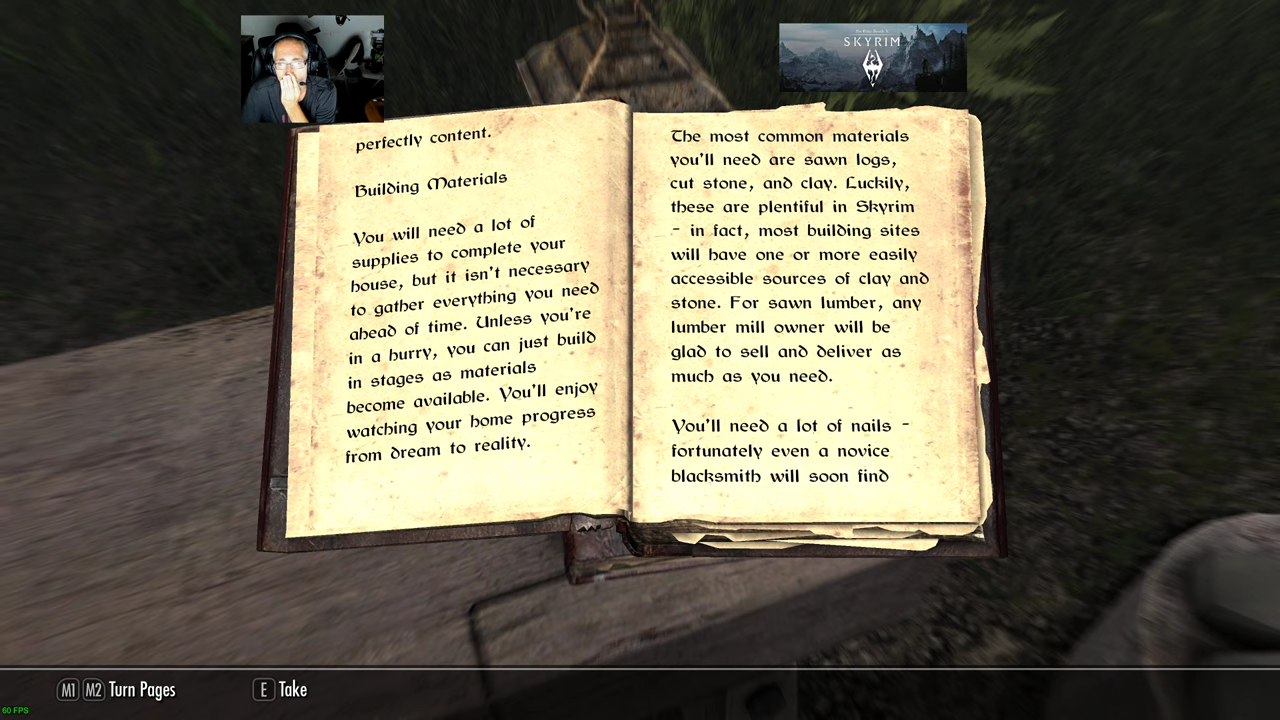 The Elder Scrolls V
SKYRIM
perfectly content.
Building Materials
You will need a lot of
supplies to complete your
house, but it isn't necessary
to gather everything you need
ahead of time. Unless you're
in a hurry, you can just build
in stages as materials
become available. You'll enjoy
watching your home progress
from dream to reality.
The most common materials
you'll need are sawn logs,
cut stone, and clay. Luckily,
these are plentiful in Skyrim
- in fact, most building sites
will have one or more easily
accessible sources of clay and
stone. For sawn lumber, any
lumber mill owner will be
glad to sell and deliver as
much as you need.
You'll need a lot of nails -
fortunately even a novice
blacksmith will soon find
M1 M2 Turn Pages
E Take
60 FPS